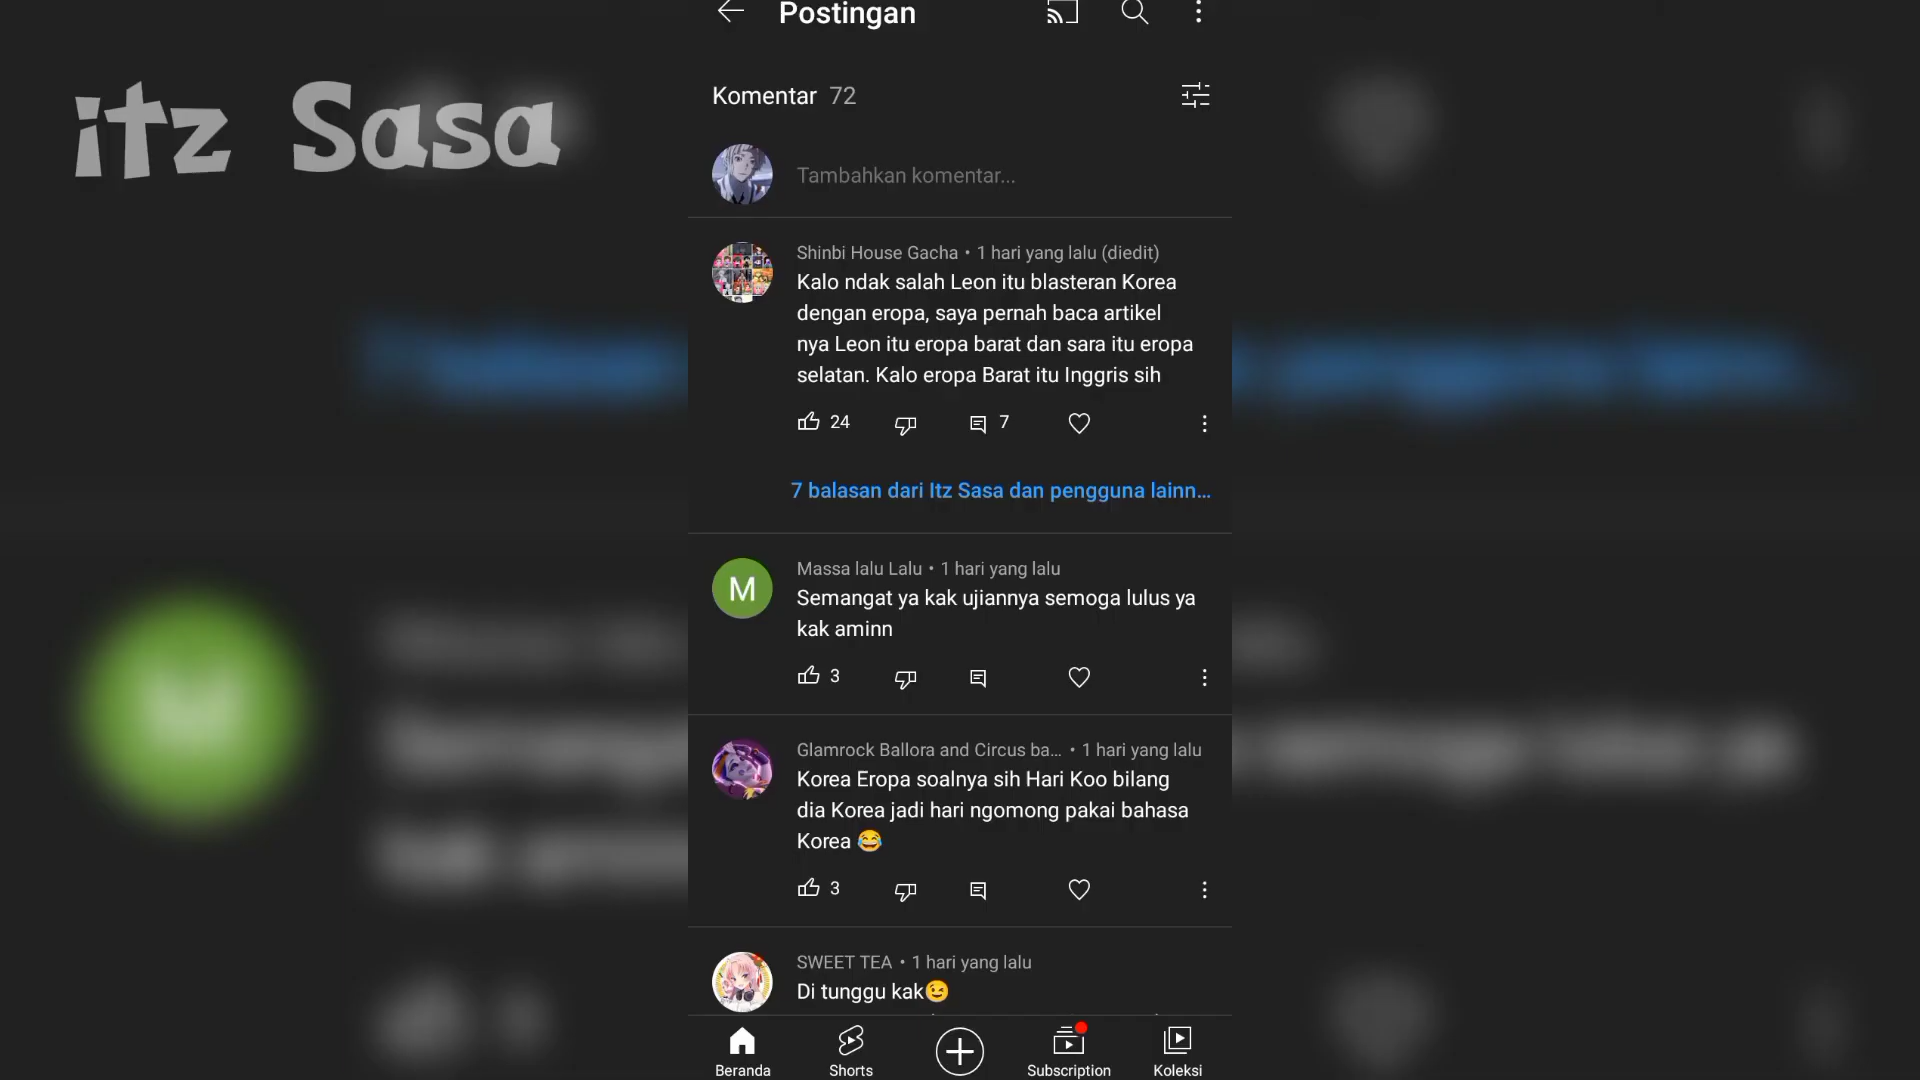 Postingan
itz Sasa
Komentar 72
Tambahkan komentar...
Shinbi House Gacha • 1 hari yang lalu (diedit)
Kalo ndak salah Leon itu blasteran Korea
dengan eropa, saya pernah baca artikel
nya Leon itu eropa barat dan sara itu eropa
selatan. Kalo eropa Barat itu Inggris sih
24 7
7 balasan dari Itz Sasa dan pengguna lainn...
M
Massa lalu Lalu • 1 hari yang lalu
Semangat ya kak ujiannya semoga lulus ya
kak aminn
3
Glamrock Ballora and Circus ba... • 1 hari yang lalu
Korea Eropa soalnya sih Hari Koo bilang
dia Korea jadi hari ngomong pakai bahasa
Korea 😂
3
SWEET TEA • 1 hari yang lalu
Di tunggu kak😉
Beranda Shorts Subscription Koleksi